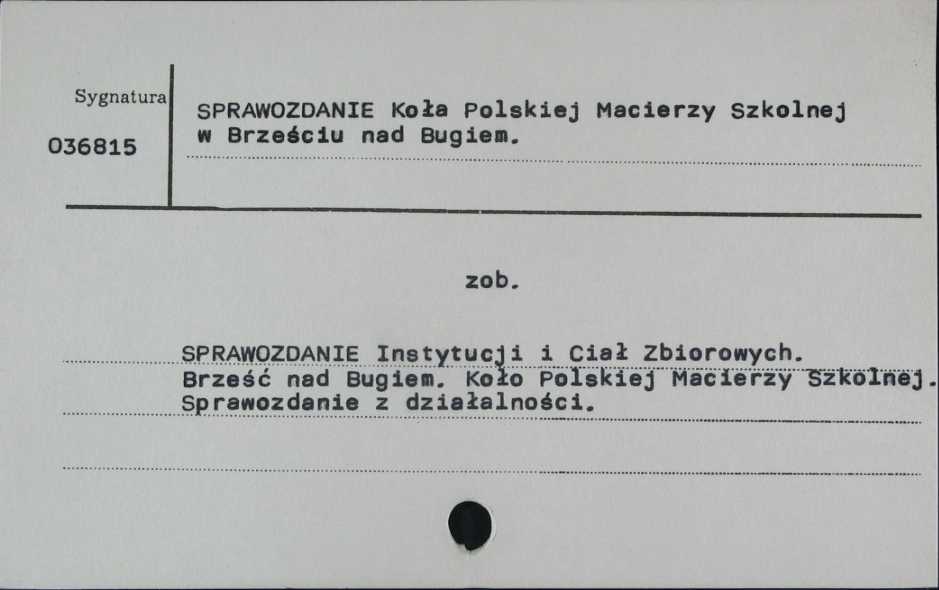 Sygnatura
036815
SPRAWOZDANIE Koła Polskiej Macierzy Szkolnej
w Brześciu nad Bugiem.
zob.
SPRAWOZDANIE Instytucji i Ciał Zbiorowych.
Brześć nad Bugiem. Koło Polskiej Macierzy Szkolnej.
Sprawozdanie z działalności.